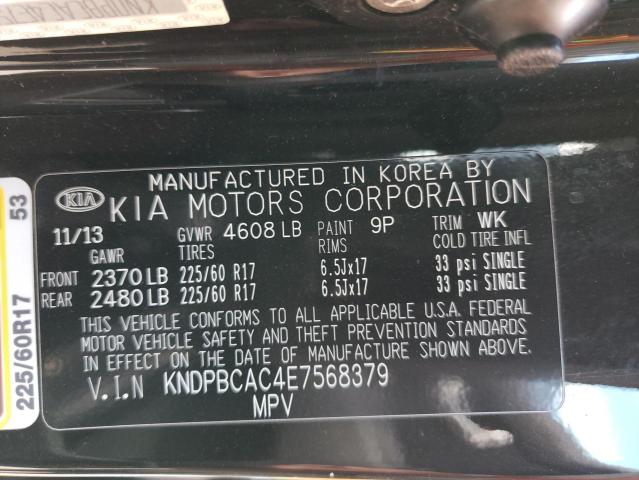 53
225/60R17
MANUFACTURED IN KOREA BY
KIA KIA MOTORS CORPORATION
11/13 GVWR 4608 LB PAINT 9P TRIM WK
GAWR TIRES RIMS COLD TIRE INFL
FRONT 2370 LB 225/60 R17 6.5Jx17 33 psi SINGLE
REAR 2480 LB 225/60 R17 6.5Jx17 33 psi SINGLE
THIS VEHICLE CONFORMS TO ALL APPLICABLE U.S.A. FEDERAL
MOTOR VEHICLE SAFETY AND THEFT PREVENTION STANDARDS
IN EFFECT ON THE DATE OF MANUFACTURE SHOWN ABOVE.
V.I.N KNDPBCAC4E7568379
MPV